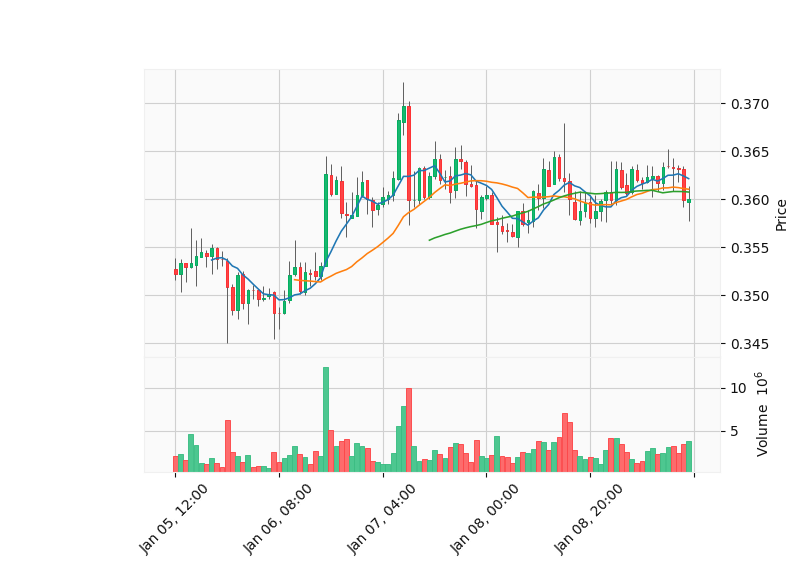 0.370
0.365
0.360
0.355
0.350
0.345
Price
10
5
Volume 10^6
Jan 05, 12:00
Jan 06, 08:00
Jan 07, 04:00
Jan 08, 00:00
Jan 08, 20:00